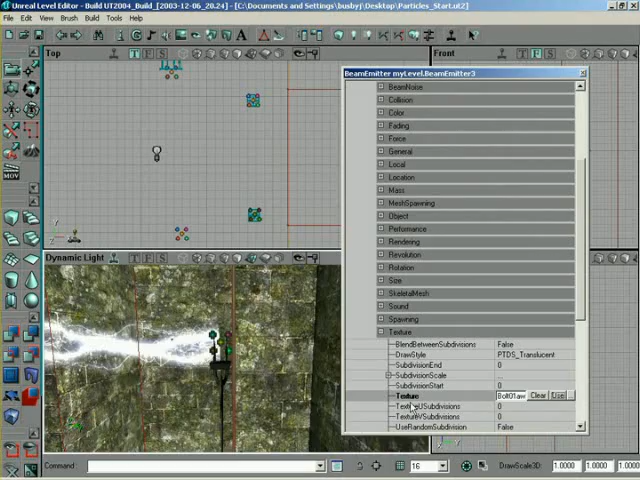 Unreal Level Editor - Build UT2004_Build_[2003-12-06_20.24] - [C:\Documents and Settings\busbyj\Desktop\Particles_Start.ut2]
File Edit View Brush Build Tools Help
Top
T F S
Front
T F S
BeamEmitter myLevel.BeamEmitter3
BeamNoise
Collision
Color
Fading
Force
General
Local
Location
Mass
MeshSpawning
Object
Performance
Rendering
Revolution
Rotation
Size
SkeletalMesh
Sound
Spawning
Texture
BlendBetweenSubdivisions False
DrawStyle PTDS_Translucent
SubdivisionEnd 0
SubdivisionScale ...
SubdivisionStart 0
Texture Bolt01aw Clear Use ...
TextureUSubdivisions 0
TextureVSubdivisions 0
UseRandomSubdivision False
MOV
Dynamic Light
T F S
Command
16
DrawScale3D: 1.0000 1.0000 1.0000